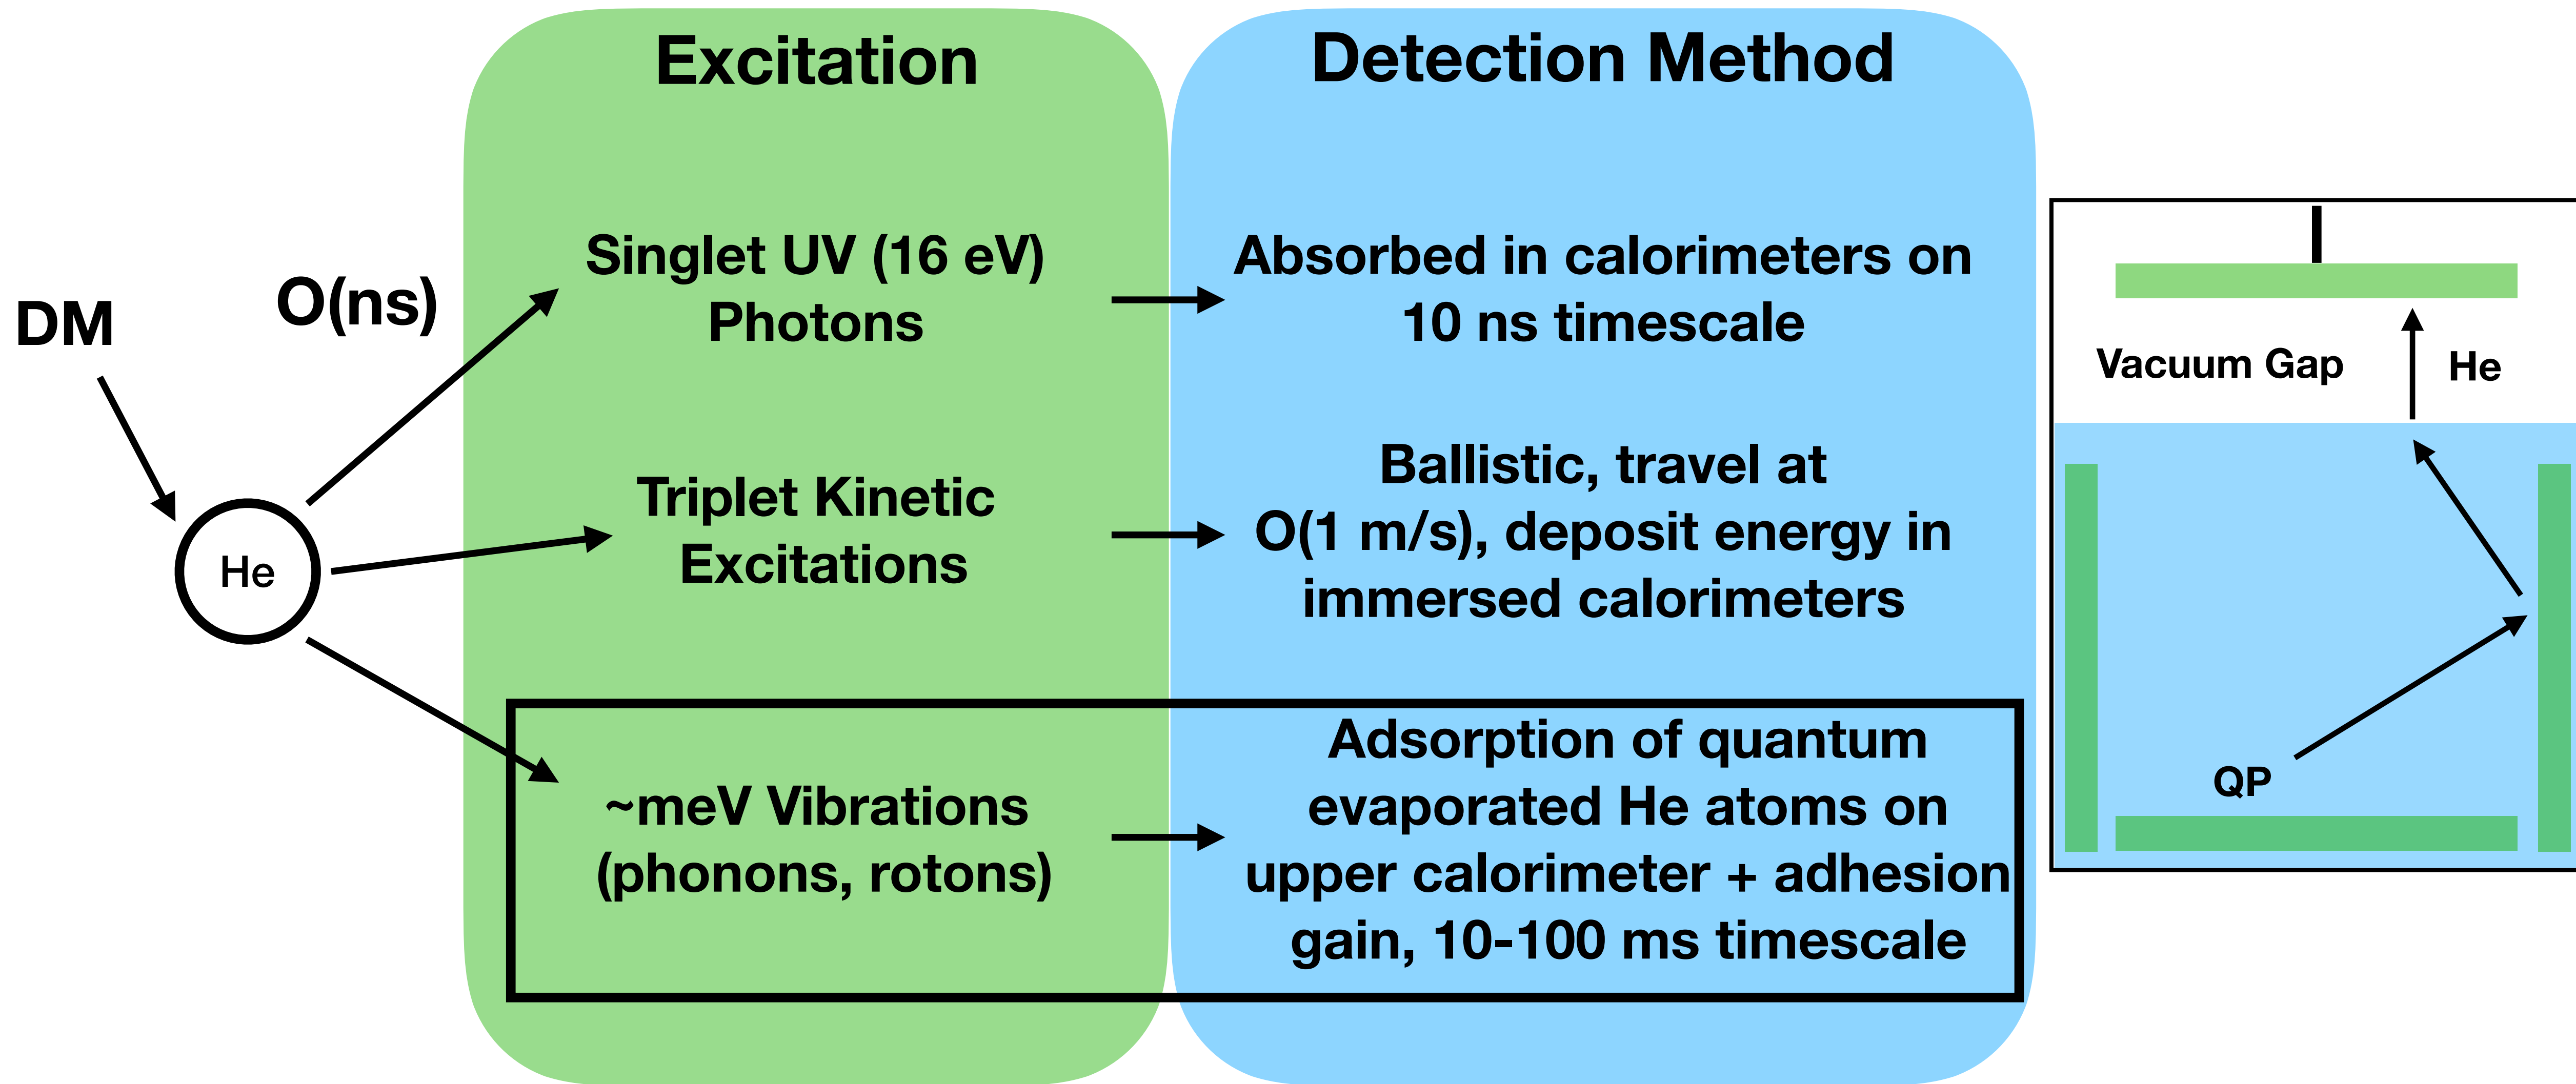 Excitation
Detection Method
DM
O(ns)
He
Singlet UV (16 eV)
Photons
Absorbed in calorimeters on
10 ns timescale
Triplet Kinetic
Excitations
Ballistic, travel at
O(1 m/s), deposit energy in
immersed calorimeters
~meV Vibrations
(phonons, rotons)
Adsorption of quantum
evaporated He atoms on
upper calorimeter + adhesion
gain, 10-100 ms timescale
Vacuum Gap
He
QP